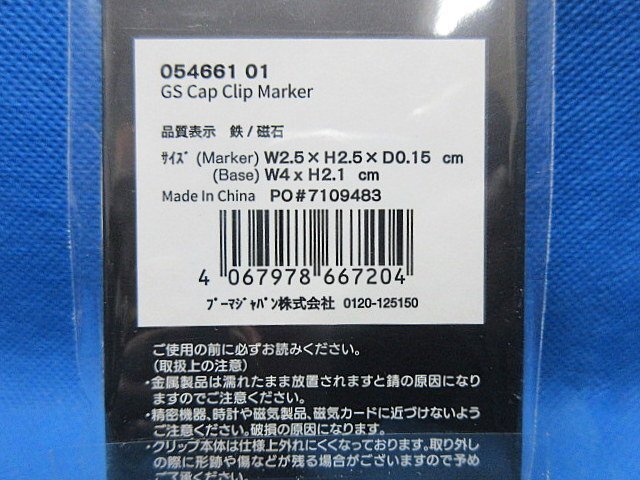 054661 01
GS Cap Clip Marker
品質表示 鉄/磁石
ｻｲｽﾞ (Marker) W2.5×H2.5×D0.15 cm
(Base) W4 x H2.1 cm
Made In China PO#7109483
4 067978 667204
ﾌﾟｰﾏｼﾞｬﾊﾟﾝ株式会社 0120-125150
ご使用の前に必ずお読みください。
(取扱上の注意)
・金属製品は濡れたまま放置されますと錆の原因になり
ますのでご注意ください。
・精密機器、時計や磁気製品、磁気カードに近づけないよう
ご注意ください。破損の原因になります。
・クリップ本体は仕様上外れにくくなっております。取り外し
の際に形跡や傷などが残る場合がございますので予め
ご了承ください。